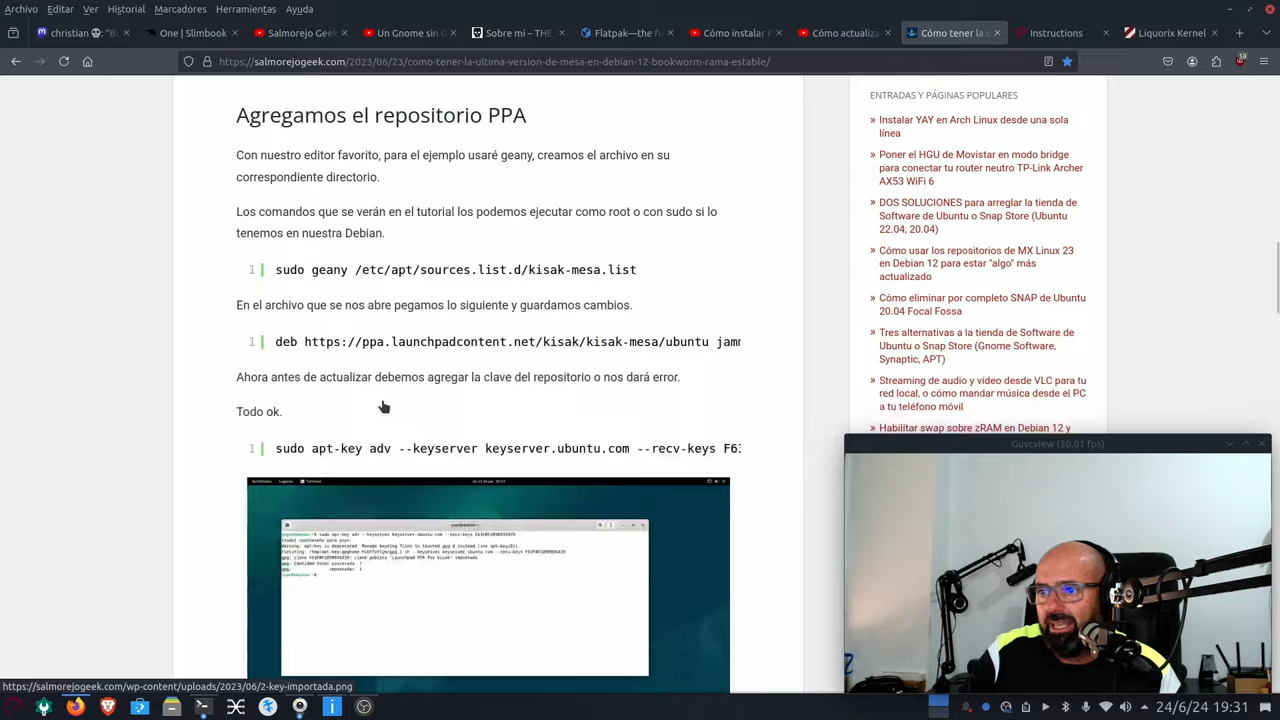 Archivo Editar Ver Historial Marcadores Herramientas Ayuda
christian
One | Slimbook
Salmorejo Geek
Un Gnome sin G
Sobre mí – THE
Flatpak—the fu
Cómo instalar
Cómo actualiza
Cómo tener la ú
Instructions
Liquorix Kernel
https://salmorejogeek.com/2023/06/23/como-tener-la-ultima-version-de-mesa-en-debian-12-bookworm-rama-estable/
Agregamos el repositorio PPA
Con nuestro editor favorito, para el ejemplo usaré geany, creamos el archivo en su
correspondiente directorio.
Los comandos que se verán en el tutorial los podemos ejecutar como root o con sudo si lo
tenemos en nuestra Debian.
1 sudo geany /etc/apt/sources.list.d/kisak-mesa.list
En el archivo que se nos abre pegamos lo siguiente y guardamos cambios.
1 deb https://ppa.launchpadcontent.net/kisak/kisak-mesa/ubuntu jamm
Ahora antes de actualizar debemos agregar la clave del repositorio o nos dará error.
Todo ok.
1 sudo apt-key adv --keyserver keyserver.ubuntu.com --recv-keys F63
ENTRADAS Y PÁGINAS POPULARES
» Instalar YAY en Arch Linux desde una sola
línea
» Poner el HGU de Movistar en modo bridge
para conectar tu router neutro TP-Link Archer
AX53 WiFi 6
» DOS SOLUCIONES para arreglar la tienda de
Software de Ubuntu o Snap Store (Ubuntu
22.04, 20.04)
» Cómo usar los repositorios de MX Linux 23
en Debian 12 para estar "algo" más
actualizado
» Cómo eliminar por completo SNAP de Ubuntu
20.04 Focal Fossa
» Tres alternativas a la tienda de Software de
Ubuntu o Snap Store (Gnome Software,
Synaptic, APT)
» Streaming de audio y vídeo desde VLC para tu
red local, o cómo mandar música desde el PC
a tu teléfono móvil
» Habilitar swap sobre zRAM en Debian 12 y
Guvcview (30,01 fps)
https://salmorejogeek.com/wp-content/uploads/2023/06/2-key-importada.png
24/6/24 19:31